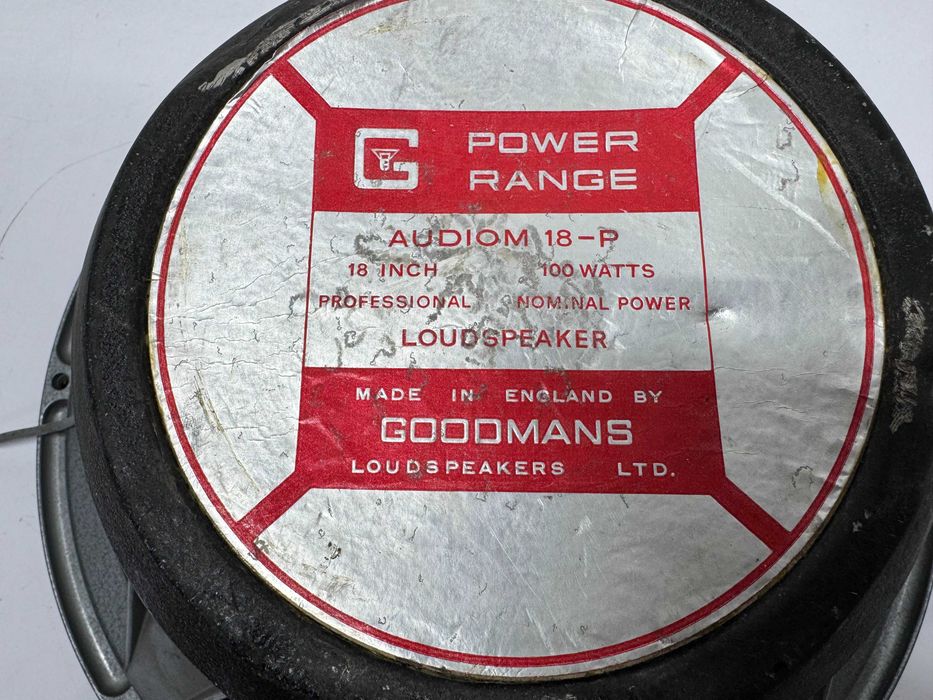 G POWER
RANGE
AUDIOM 18-P
18 INCH 100 WATTS
PROFESSIONAL NOMINAL POWER
LOUDSPEAKER
MADE IN ENGLAND BY
GOODMANS
LOUDSPEAKERS LTD.